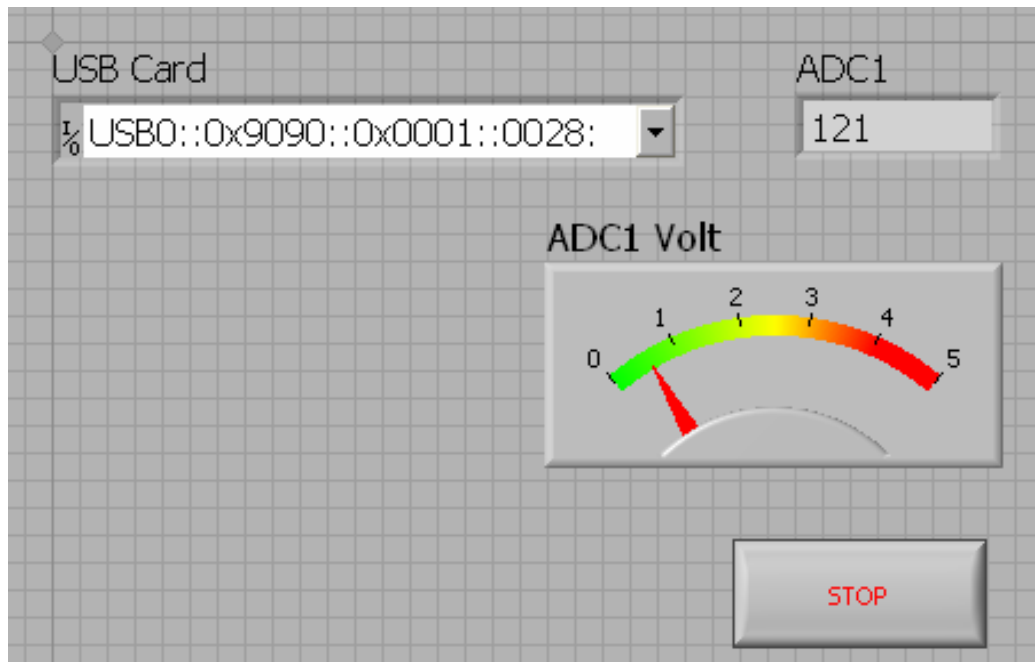 USB Card
ADC1
I/O USB0::0x9090::0x0001::0028:
121
ADC1 Volt
0 1 2 3 4 5
STOP